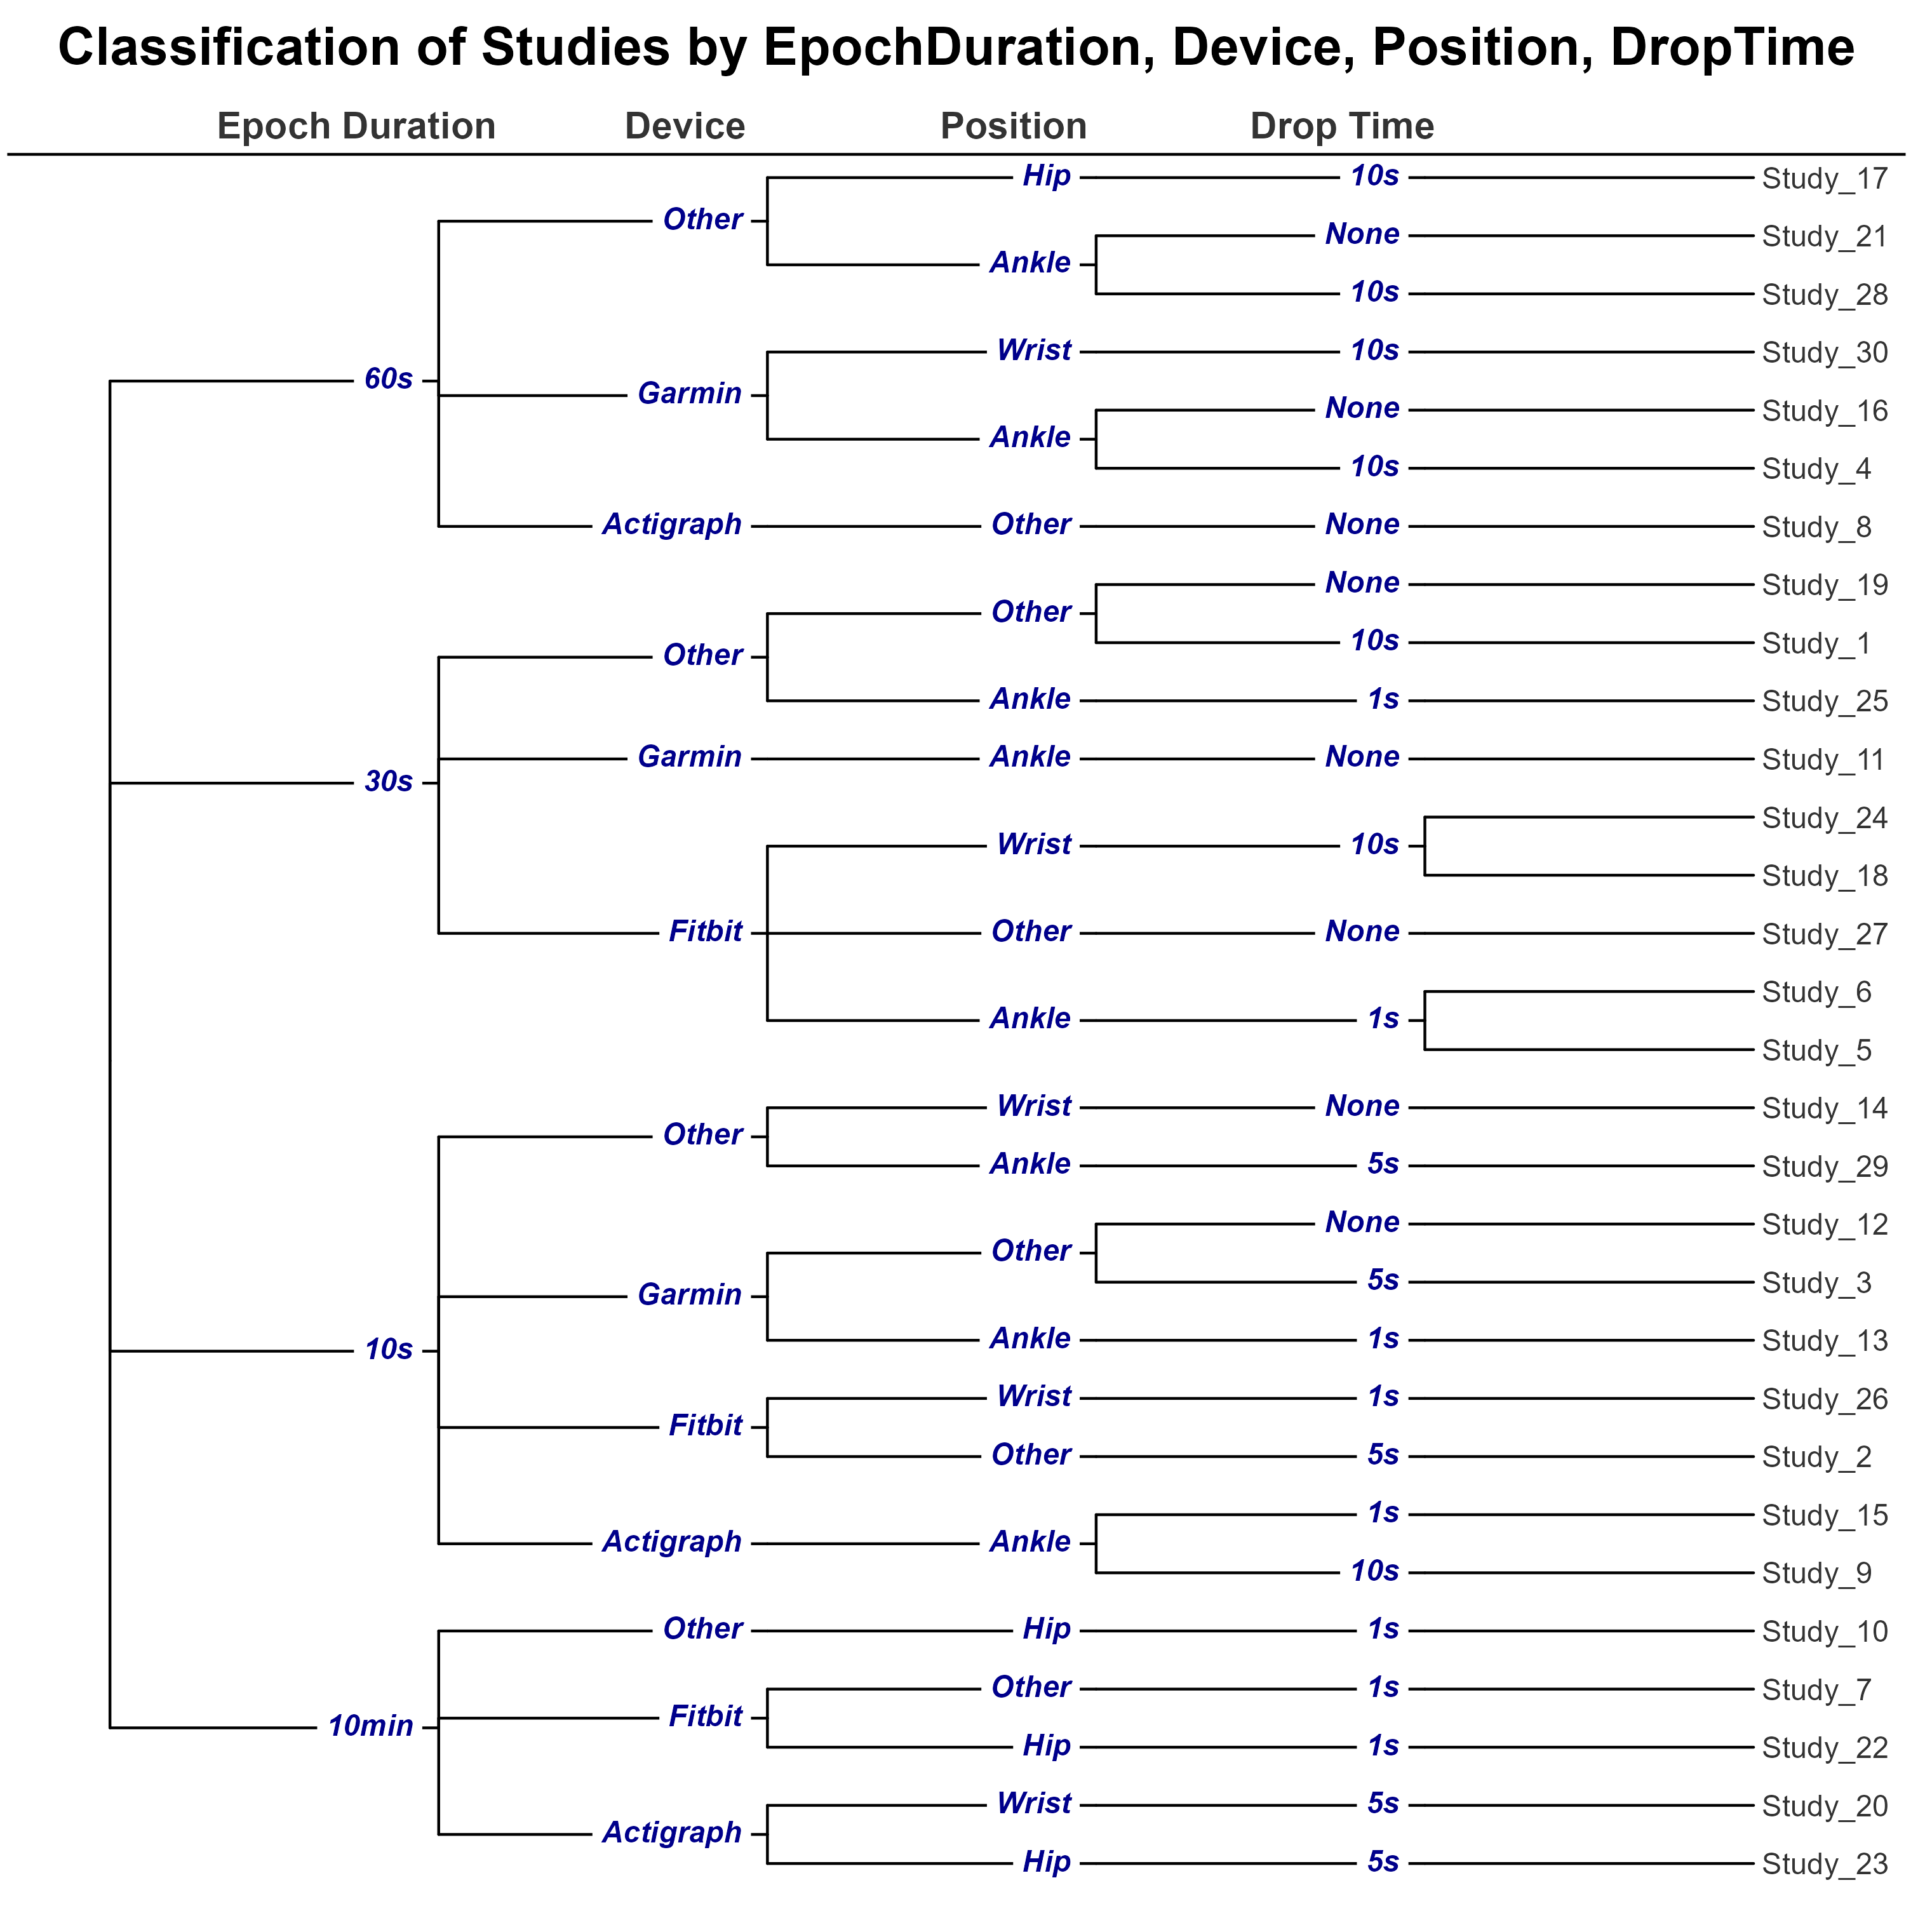 Classification of Studies by EpochDuration, Device, Position, DropTime
Epoch Duration Device Position Drop Time
Hip 10s Study_17
Other
None Study_21
Ankle
10s Study_28
Wrist 10s Study_30
60s
Garmin
None Study_16
Ankle
10s Study_4
Actigraph Other None Study_8
None Study_19
Other
10s Study_1
Other
Ankle 1s Study_25
Garmin Ankle None Study_11
30s
Study_24
Wrist 10s
Study_18
Fitbit Other None Study_27
Study_6
Ankle 1s
Study_5
Wrist None Study_14
Other
Ankle 5s Study_29
None Study_12
Other
5s Study_3
Garmin
Ankle 1s Study_13
10s
Wrist 1s Study_26
Fitbit
Other 5s Study_2
1s Study_15
Actigraph Ankle
10s Study_9
Other Hip 1s Study_10
Other 1s Study_7
Fitbit
10min
Hip 1s Study_22
Wrist 5s Study_20
Actigraph
Hip 5s Study_23